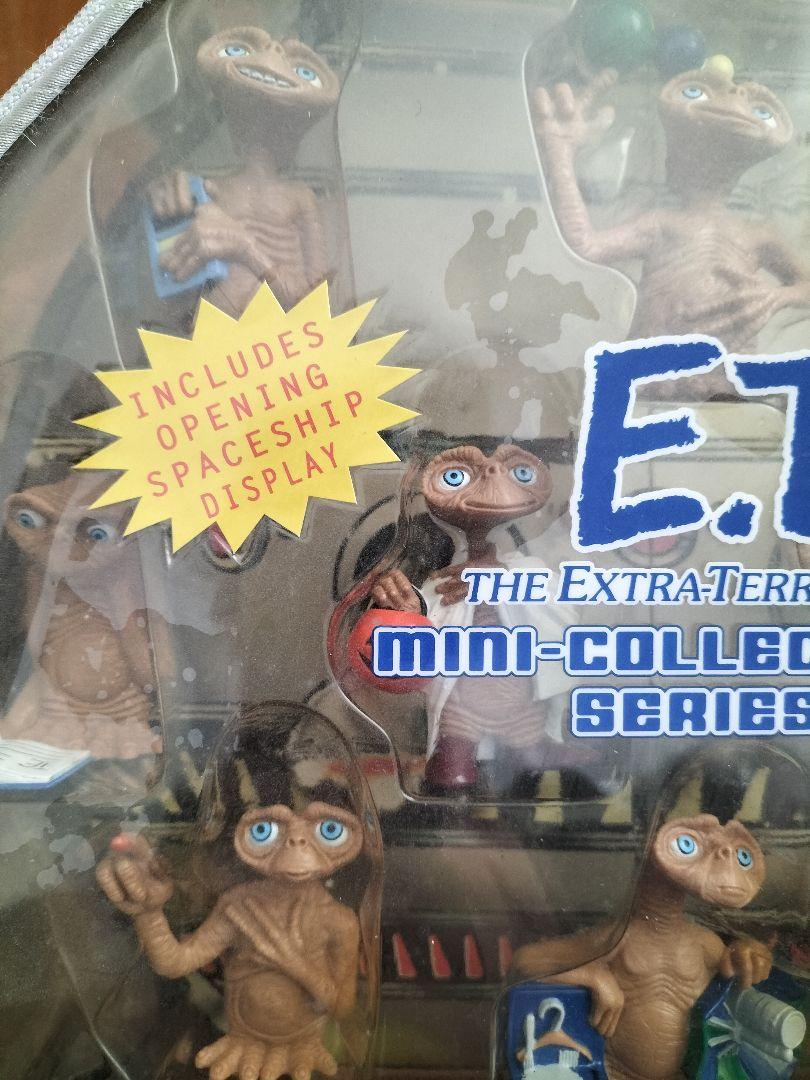 INCLUDES
OPENING
SPACESHIP
DISPLAY
E.T
THE EXTRA-TERR
MINI-COLLEC
SERIES